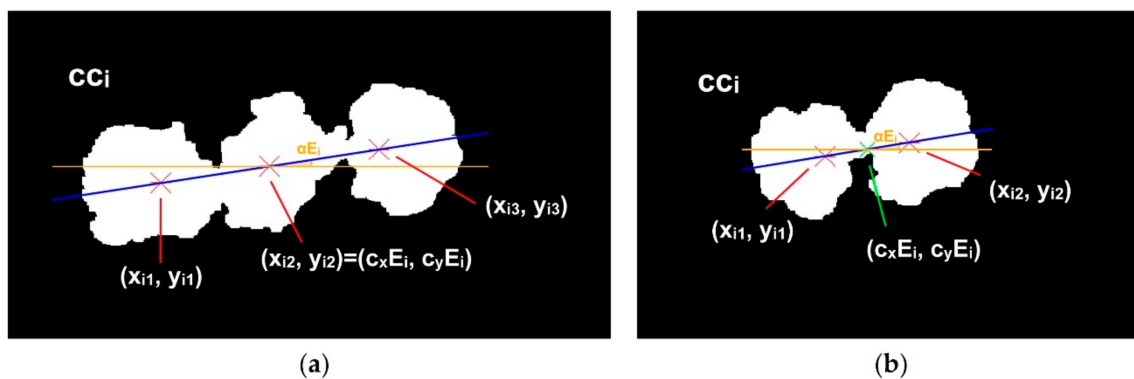 CCi
αEi
(xi3, yi3)
(xi2, yi2)=(cxEi, cyEi)
(xi1, yi1)
(a)
CCi
αEi
(xi2, yi2)
(xi1, yi1)
(cxEi, cyEi)
(b)